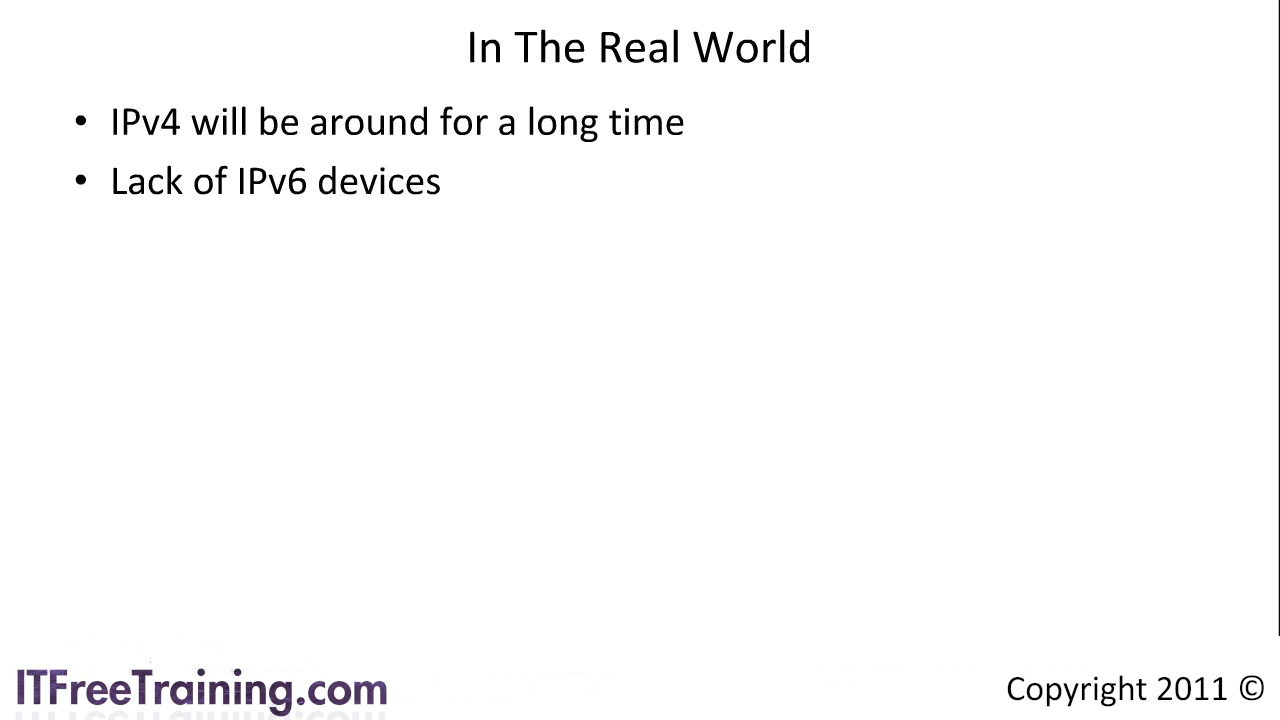 In The Real World
• IPv4 will be around for a long time
• Lack of IPv6 devices
ITFreeTraining.com
Copyright 2011 ©